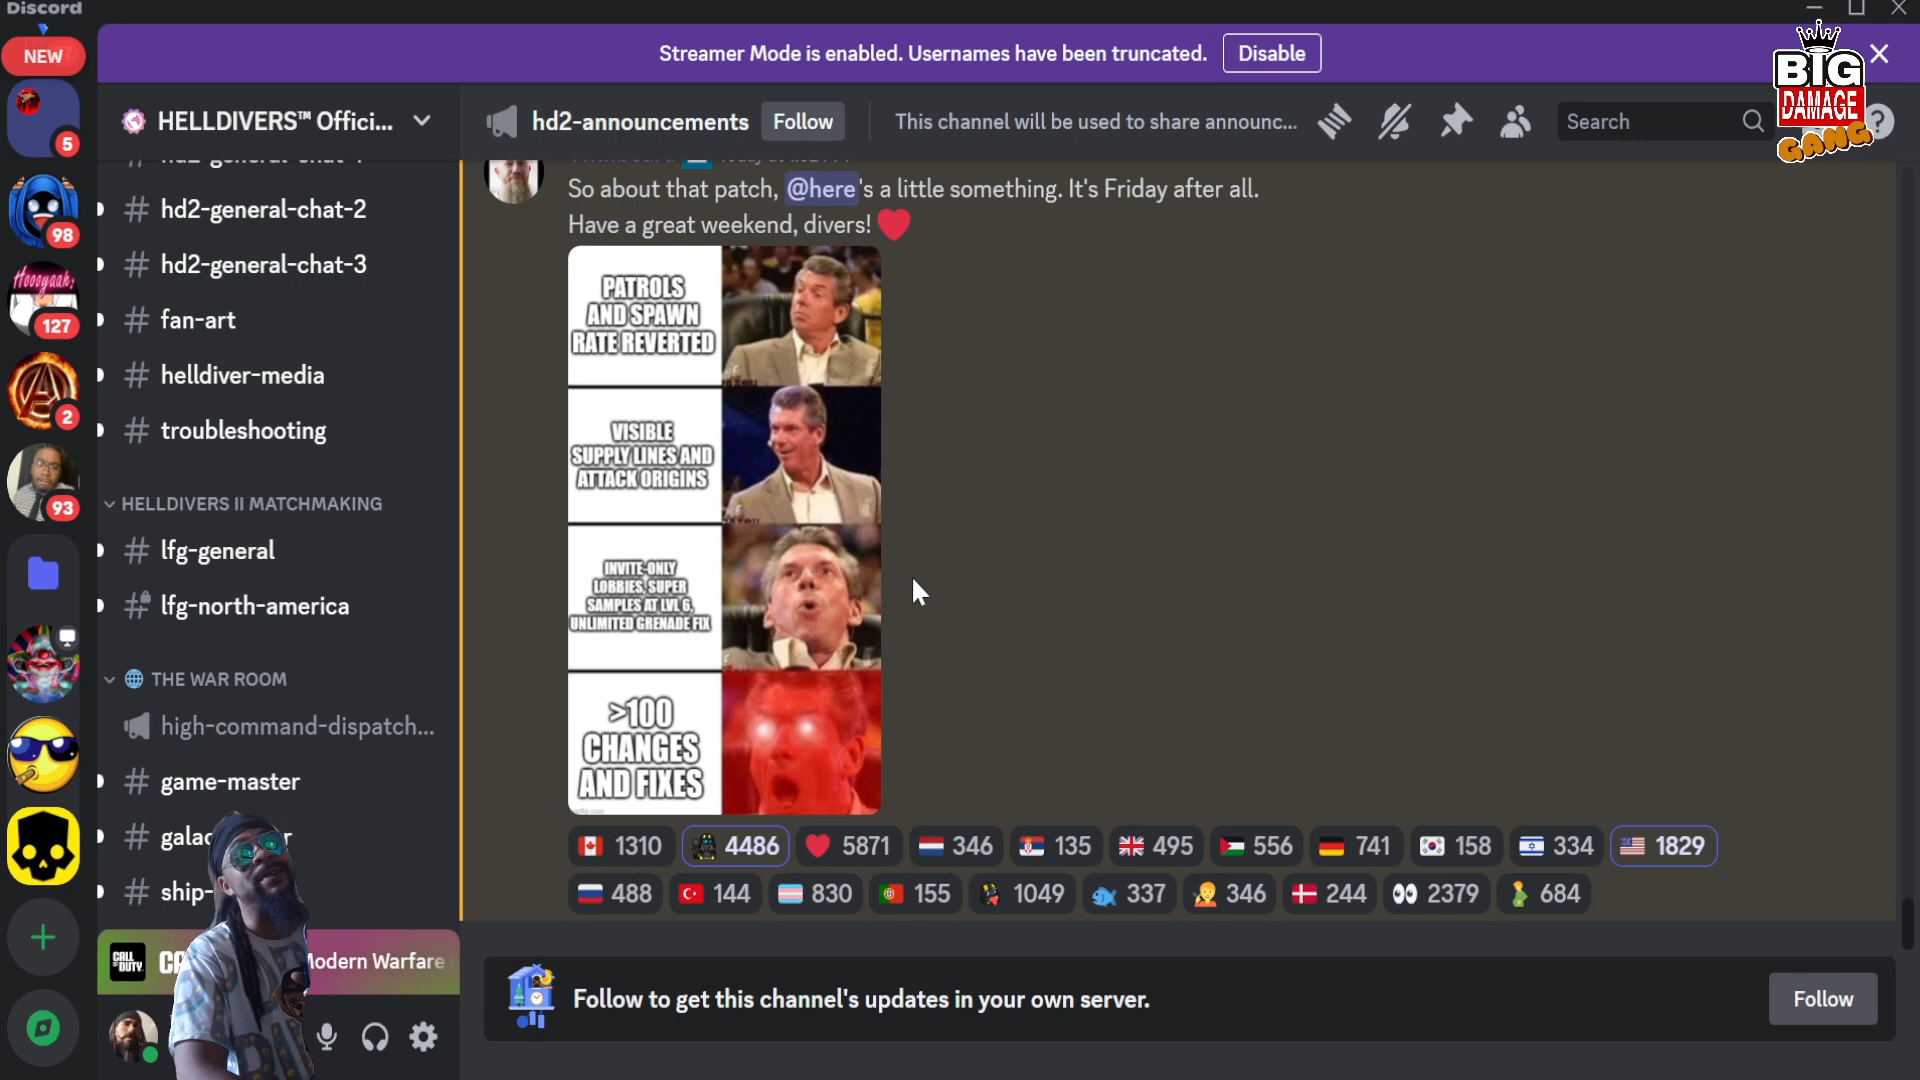 Discord
NEW
Streamer Mode is enabled. Usernames have been truncated.
Disable
BIG
DAMAGE
GANG
HELLDIVERS™ Offici...
hd2-announcements
Follow
This channel will be used to share announc...
Search
5
98
Hoooyaah!
127
2
93
hd2-general-chat-2
hd2-general-chat-3
fan-art
helldiver-media
troubleshooting
HELLDIVERS II MATCHMAKING
lfg-general
lfg-north-america
THE WAR ROOM
high-command-dispatch...
game-master
ship-
CALL OF DUTY
Modern Warfare
So about that patch, @here's a little something. It's Friday after all.
Have a great weekend, divers!
PATROLS
AND SPAWN
RATE REVERTED
VISIBLE
SUPPLY LINES AND
ATTACK ORIGINS
INVITE-ONLY
LOBBIES, SUPER
SAMPLES AT LVL 6,
UNLIMITED GRENADE FIX
>100
CHANGES
AND FIXES
1310 4486 5871 346 135 495 556 741 158 334 1829
488 144 830 155 1049 337 346 244 2379 684
Follow to get this channel's updates in your own server.
Follow